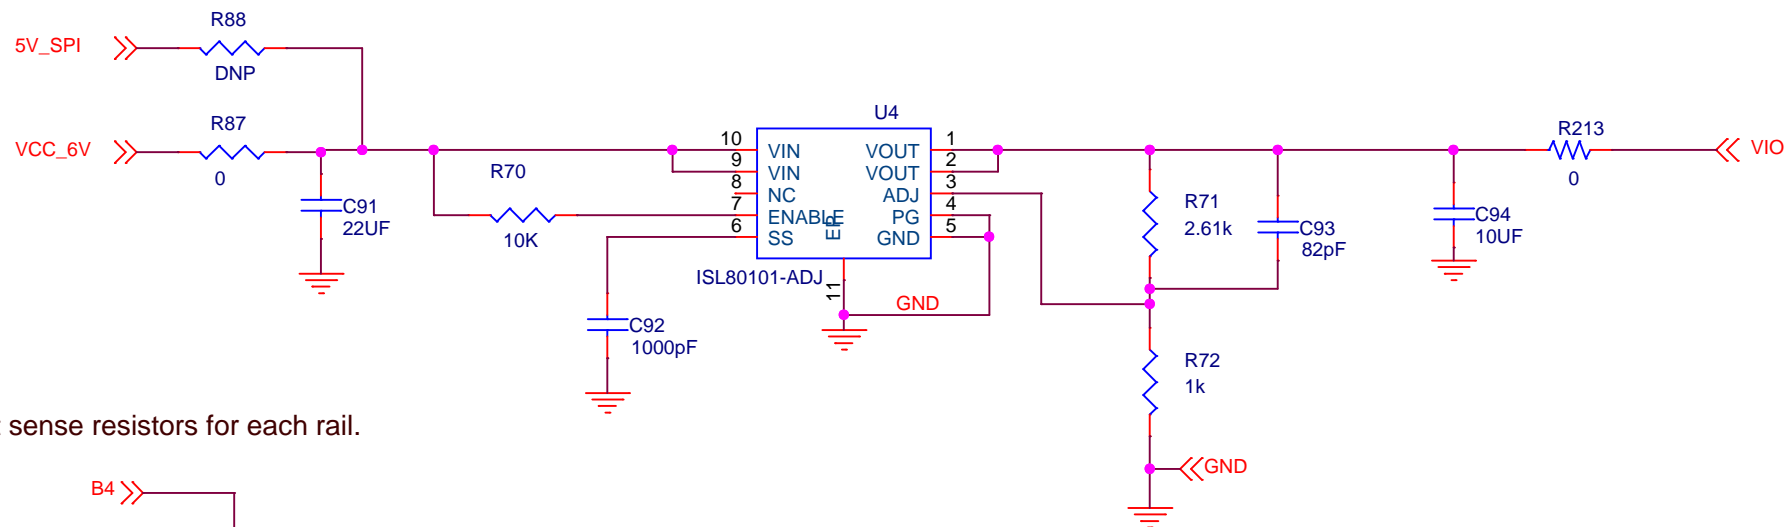 R88
5V_SPI
DNP
R87
VCC_6V
0
C91
22UF
R70
10K
U4
10
9
8
7
6
VIN
VIN
NC
ENABLE
SS
EP
VOUT
VOUT
ADJ
PG
GND
1
2
3
4
5
ISL80101-ADJ
11
GND
C92
1000pF
R71
2.61k
C93
82pF
C94
10UF
R213
0
VIO
R72
1k
GND
sense resistors for each rail.
B4